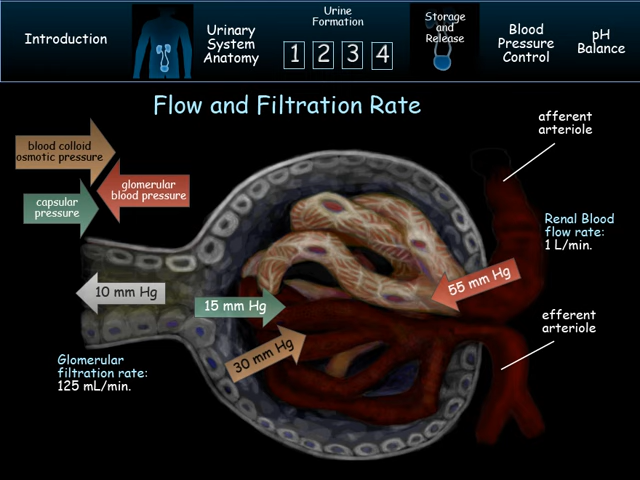 Introduction
Urinary
System
Anatomy
Urine
Formation
1 2 3 4
Storage
and
Release
Blood
Pressure
Control
pH
Balance
Flow and Filtration Rate
afferent
arteriole
blood colloid
osmotic pressure
glomerular
blood pressure
capsular
pressure
Renal Blood
flow rate:
1 L/min.
10 mm Hg
15 mm Hg
55 mm Hg
30 mm Hg
efferent
arteriole
Glomerular
filtration rate:
125 mL/min.